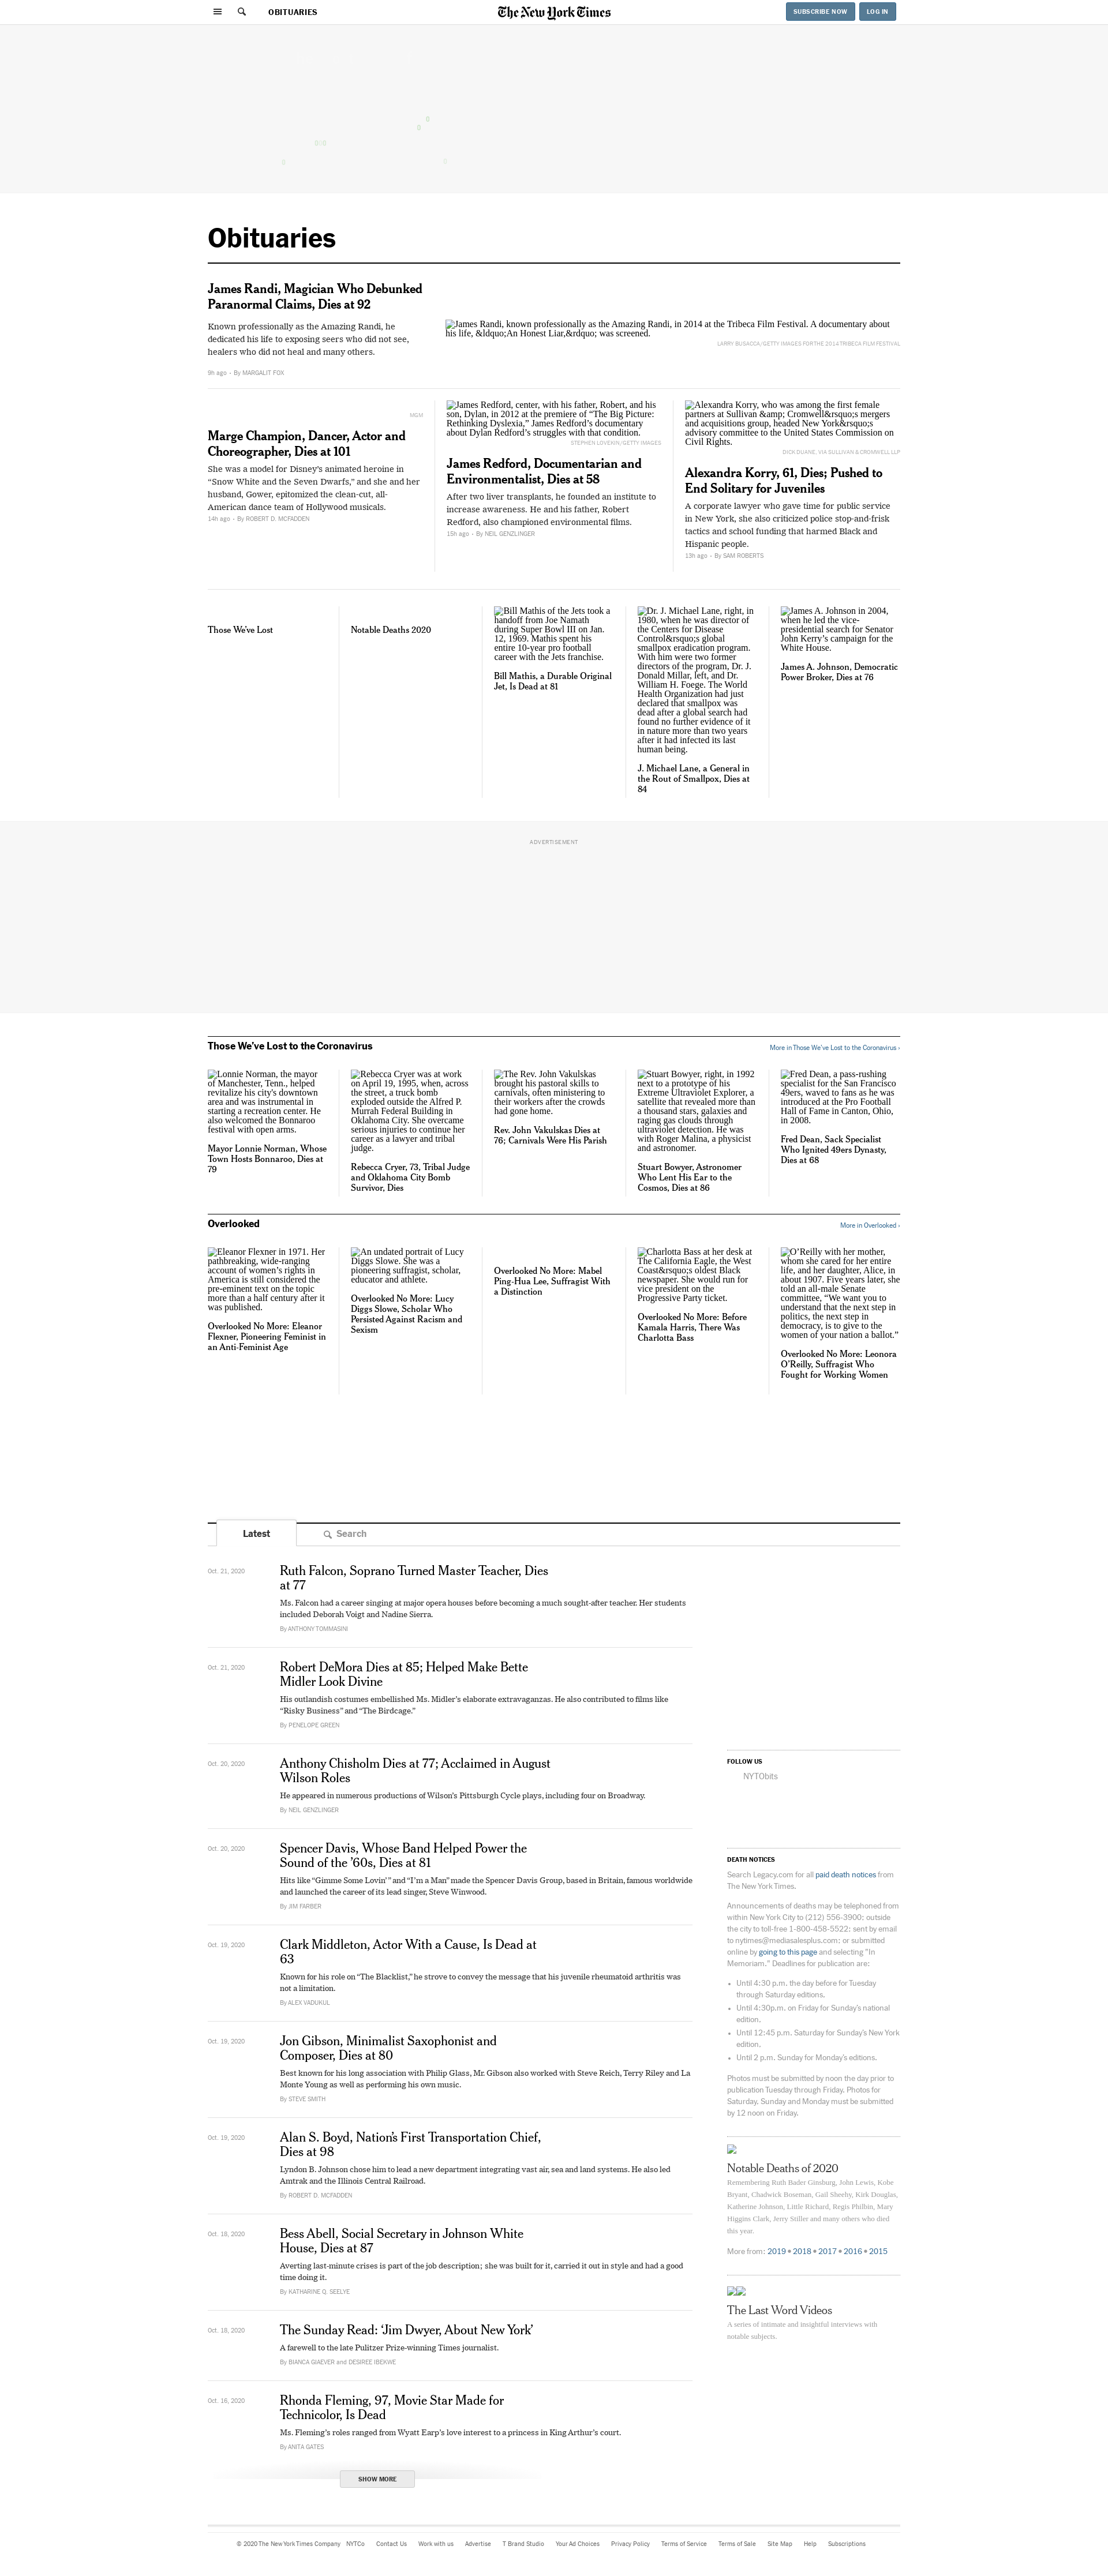 OBITUARIES
The New York Times
SUBSCRIBE NOW
LOG IN
Obituaries
James Randi, Magician Who Debunked
Paranormal Claims, Dies at 92
Known professionally as the Amazing Randi, he
dedicated his life to exposing seers who did not see,
healers who did not heal and many others.
9h ago • By MARGALIT FOX
James Randi, known professionally as the Amazing Randi, in 2014 at the Tribeca Film Festival. A documentary about
his life, &ldquo;An Honest Liar,&rdquo; was screened.
LARRY BUSACCA/GETTY IMAGES FOR THE 2014 TRIBECA FILM FESTIVAL
MGM
Marge Champion, Dancer, Actor and
Choreographer, Dies at 101
She was a model for Disney's animated heroine in
“Snow White and the Seven Dwarfs,” and she and her
husband, Gower, epitomized the clean-cut, all-
American dance team of Hollywood musicals.
14h ago • By ROBERT D. MCFADDEN
James Redford, center, with his father, Robert, and his
son, Dylan, in 2012 at the premiere of “The Big Picture:
Rethinking Dyslexia,” James Redford’s documentary
about Dylan Redford’s struggles with that condition.
STEPHEN LOVEKIN/GETTY IMAGES
James Redford, Documentarian and
Environmentalist, Dies at 58
After two liver transplants, he founded an institute to
increase awareness. He and his father, Robert
Redford, also championed environmental films.
15h ago • By NEIL GENZLINGER
Alexandra Korry, who was among the first female
partners at Sullivan &amp; Cromwell&rsquo;s mergers
and acquisitions group, headed New York&rsquo;s
advisory committee to the United States Commission on
Civil Rights.
DICK DUANE, VIA SULLIVAN & CROMWELL LLP
Alexandra Korry, 61, Dies; Pushed to
End Solitary for Juveniles
A corporate lawyer who gave time for public service
in New York, she also criticized police stop-and-frisk
tactics and school funding that harmed Black and
Hispanic people.
13h ago • By SAM ROBERTS
Those We've Lost
Notable Deaths 2020
Bill Mathis of the Jets took a
handoff from Joe Namath
during Super Bowl III on Jan.
12, 1969. Mathis spent his
entire 10-year pro football
career with the Jets franchise.
Bill Mathis, a Durable Original
Jet, Is Dead at 81
Dr. J. Michael Lane, right, in
1980, when he was director of
the Centers for Disease
Control&rsquo;s global
smallpox eradication program.
With him were two former
directors of the program, Dr. J.
Donald Millar, left, and Dr.
William H. Foege. The World
Health Organization had just
declared that smallpox was
dead after a global search had
found no further evidence of it
in nature more than two years
after it had infected its last
human being.
J. Michael Lane, a General in
the Rout of Smallpox, Dies at
84
James A. Johnson in 2004,
when he led the vice-
presidential search for Senator
John Kerry’s campaign for the
White House.
James A. Johnson, Democratic
Power Broker, Dies at 76
ADVERTISEMENT
Those We’ve Lost to the Coronavirus
More in Those We’ve Lost to the Coronavirus ›
Lonnie Norman, the mayor
of Manchester, Tenn., helped
revitalize his city’s downtown
area and was instrumental in
starting a recreation center. He
also welcomed the Bonnaroo
festival with open arms.
Mayor Lonnie Norman, Whose
Town Hosts Bonnaroo, Dies at
79
Rebecca Cryer was at work
on April 19, 1995, when, across
the street, a truck bomb
exploded outside the Alfred P.
Murrah Federal Building in
Oklahoma City. She overcame
serious injuries to continue her
career as a lawyer and tribal
judge.
Rebecca Cryer, 73, Tribal Judge
and Oklahoma City Bomb
Survivor, Dies
The Rev. John Vakulskas
brought his pastoral skills to
carnivals, often ministering to
their workers after the crowds
had gone home.
Rev. John Vakulskas Dies at
76; Carnivals Were His Parish
Stuart Bowyer, right, in 1992
next to a prototype of his
Extreme Ultraviolet Explorer, a
satellite that revealed more than
a thousand stars, galaxies and
raging gas clouds through
ultraviolet detection. He was
with Roger Malina, a physicist
and astronomer.
Stuart Bowyer, Astronomer
Who Lent His Ear to the
Cosmos, Dies at 86
Fred Dean, a pass-rushing
specialist for the San Francisco
49ers, waved to fans as he was
introduced at the Pro Football
Hall of Fame in Canton, Ohio,
in 2008.
Fred Dean, Sack Specialist
Who Ignited 49ers Dynasty,
Dies at 68
Overlooked
More in Overlooked ›
Eleanor Flexner in 1971. Her
pathbreaking, wide-ranging
account of women’s rights in
America is still considered the
pre-eminent text on the topic
more than a half century after it
was published.
Overlooked No More: Eleanor
Flexner, Pioneering Feminist in
an Anti-Feminist Age
An undated portrait of Lucy
Diggs Slowe. She was a
pioneering suffragist, scholar,
educator and athlete.
Overlooked No More: Lucy
Diggs Slowe, Scholar Who
Persisted Against Racism and
Sexism
Overlooked No More: Mabel
Ping-Hua Lee, Suffragist With
a Distinction
Charlotta Bass at her desk at
The California Eagle, the West
Coast&rsquo;s oldest Black
newspaper. She would run for
vice president on the
Progressive Party ticket.
Overlooked No More: Before
Kamala Harris, There Was
Charlotta Bass
O’Reilly with her mother,
whom she cared for her entire
life, and her daughter, Alice, in
about 1907. Five years later, she
told an all-male Senate
committee, “We want you to
understand that the next step in
politics, the next step in
democracy, is to give to the
women of your nation a ballot.”
Overlooked No More: Leonora
O’Reilly, Suffragist Who
Fought for Working Women
Latest
Search
Oct. 21, 2020
Ruth Falcon, Soprano Turned Master Teacher, Dies
at 77
Ms. Falcon had a career singing at major opera houses before becoming a much sought-after teacher. Her students
included Deborah Voigt and Nadine Sierra.
By ANTHONY TOMMASINI
Oct. 21, 2020
Robert DeMora Dies at 85; Helped Make Bette
Midler Look Divine
His outlandish costumes embellished Ms. Midler’s elaborate extravaganzas. He also contributed to films like
“Risky Business” and “The Birdcage.”
By PENELOPE GREEN
Oct. 20, 2020
Anthony Chisholm Dies at 77; Acclaimed in August
Wilson Roles
He appeared in numerous productions of Wilson’s Pittsburgh Cycle plays, including four on Broadway.
By NEIL GENZLINGER
Oct. 20, 2020
Spencer Davis, Whose Band Helped Power the
Sound of the ’60s, Dies at 81
Hits like “Gimme Some Lovin’ ” and “I’m a Man” made the Spencer Davis Group, based in Britain, famous worldwide
and launched the career of its lead singer, Steve Winwood.
By JIM FARBER
Oct. 19, 2020
Clark Middleton, Actor With a Cause, Is Dead at
63
Known for his role on “The Blacklist,” he strove to convey the message that his juvenile rheumatoid arthritis was
not a limitation.
By ALEX VADUKUL
Oct. 19, 2020
Jon Gibson, Minimalist Saxophonist and
Composer, Dies at 80
Best known for his long association with Philip Glass, Mr. Gibson also worked with Steve Reich, Terry Riley and La
Monte Young as well as performing his own music.
By STEVE SMITH
Oct. 19, 2020
Alan S. Boyd, Nation’s First Transportation Chief,
Dies at 98
Lyndon B. Johnson chose him to lead a new department integrating vast air, sea and land systems. He also led
Amtrak and the Illinois Central Railroad.
By ROBERT D. MCFADDEN
Oct. 18, 2020
Bess Abell, Social Secretary in Johnson White
House, Dies at 87
Averting last-minute crises is part of the job description; she was built for it, carried it out in style and had a good
time doing it.
By KATHARINE Q. SEELYE
Oct. 18, 2020
The Sunday Read: ‘Jim Dwyer, About New York’
A farewell to the late Pulitzer Prize-winning Times journalist.
By BIANCA GIAEVER and DESIREE IBEKWE
Oct. 16, 2020
Rhonda Fleming, 97, Movie Star Made for
Technicolor, Is Dead
Ms. Fleming’s roles ranged from Wyatt Earp’s love interest to a princess in King Arthur’s court.
By ANITA GATES
SHOW MORE
FOLLOW US
NYTObits
DEATH NOTICES
Search Legacy.com for all paid death notices from
The New York Times.
Announcements of deaths may be telephoned from
within New York City to (212) 556-3900; outside
the city to toll-free 1-800-458-5522; sent by email
to nytimes@mediasalesplus.com; or submitted
online by going to this page and selecting "In
Memoriam." Deadlines for publication are:
• Until 4:30 p.m. the day before for Tuesday
through Saturday editions.
• Until 4:30p.m. on Friday for Sunday’s national
edition.
• Until 12:45 p.m. Saturday for Sunday’s New York
edition.
• Until 2 p.m. Sunday for Monday’s editions.
Photos must be submitted by noon the day prior to
publication Tuesday through Friday. Photos for
Saturday, Sunday and Monday must be submitted
by 12 noon on Friday.
Notable Deaths of 2020
Remembering Ruth Bader Ginsburg, John Lewis, Kobe
Bryant, Chadwick Boseman, Gail Sheehy, Kirk Douglas,
Katherine Johnson, Little Richard, Regis Philbin, Mary
Higgins Clark, Jerry Stiller and many others who died
this year.
More from: 2019 • 2018 • 2017 • 2016 • 2015
The Last Word Videos
A series of intimate and insightful interviews with
notable subjects.
© 2020 The New York Times Company NYTCo Contact Us Work with us Advertise T Brand Studio Your Ad Choices Privacy Policy Terms of Service Terms of Sale Site Map Help Subscriptions